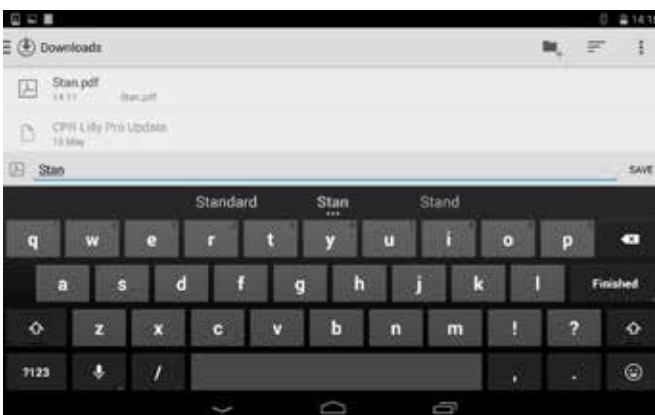 14:15
Downloads
Stan.pdf
14:11 Stan.pdf
CPR Lilly Pro Update
18 May
Stan SAVE
Standard Stan Stand
q w e r t y u i o p
a s d f g h j k l Finished
z x c v b n m ! ?
?123 / , .